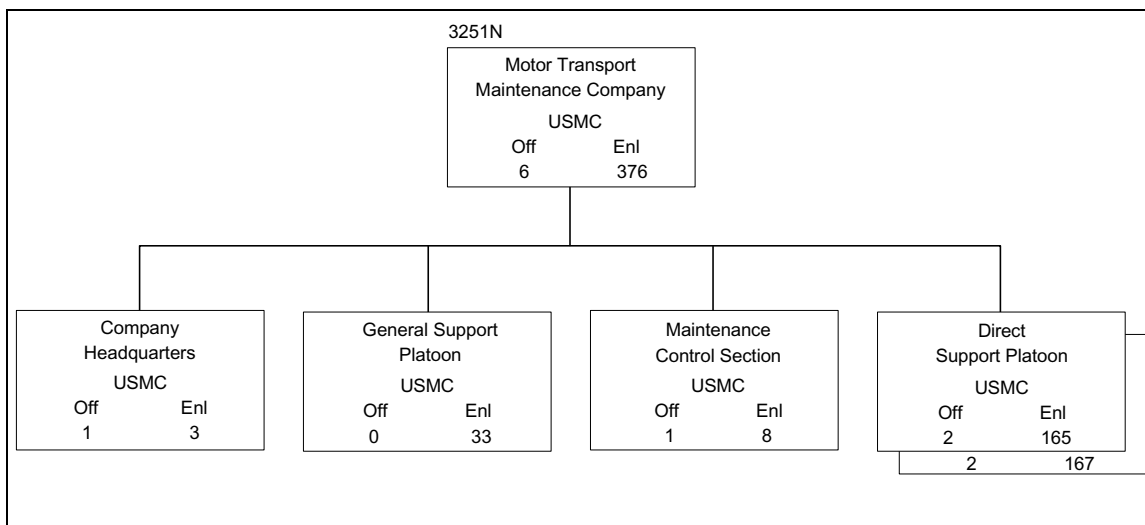 3251N
Motor Transport
Maintenance Company
USMC
Off Enl
6 376
Company
Headquarters
USMC
Off Enl
1 3
General Support
Platoon
USMC
Off Enl
0 33
Maintenance
Control Section
USMC
Off Enl
1 8
Direct
Support Platoon
USMC
Off Enl
2 165
2 167